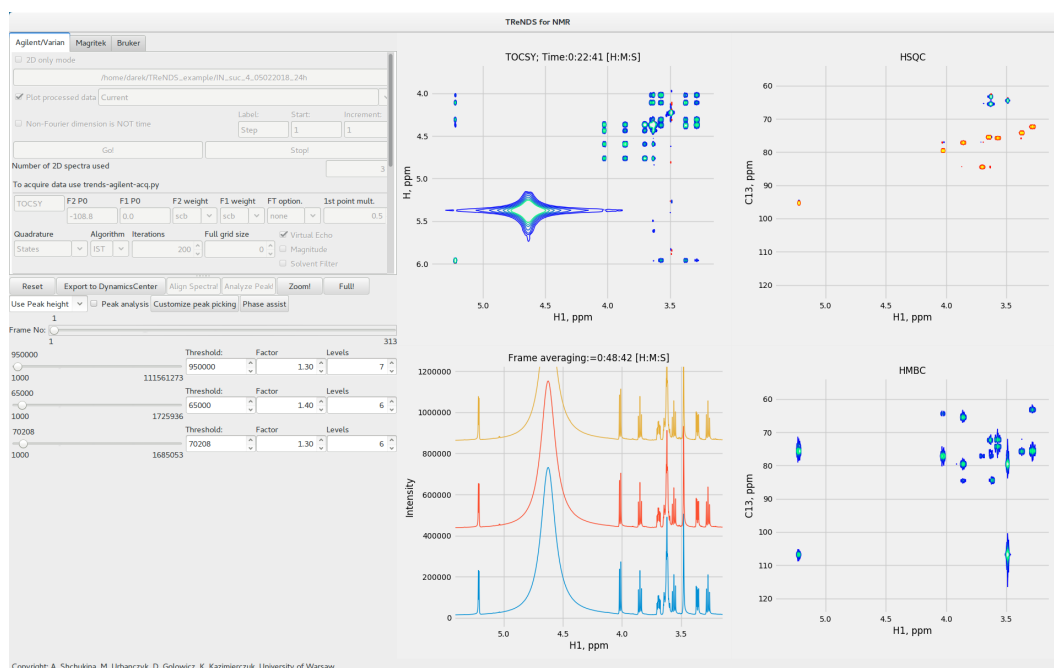 TReNDS for NMR
Agilent/Varian Magritek Bruker
2D only mode
/home/darek/TReNDS_example/IN_suc_4_05022018_24h
Plot processed data Current
Label: Start: Increment:
Non-Fourier dimension is NOT time Step 1 1
Go! Stop!
Number of 2D spectra used 3
To acquire data use trends-agilent-acq.py
TOCSY F2 P0 F1 P0 F2 weight F1 weight FT option. 1st point mult.
-108.8 0.0 scb scb none 0.5
Quadrature Algorithm Iterations Full grid size Virtual Echo
States IST 200 0 Magnitude
Solvent Filter
Reset Export to DynamicsCenter Align Spectra! Analyze Peak! Zoom! Full!
Use Peak height Peak analysis Customize peak picking Phase assist
1
Frame No:
1 313
950000 Threshold: Factor Levels
950000 1.30 7
1000 111561273
65000 Threshold: Factor Levels
65000 1.40 6
1000 1725936
70208 Threshold: Factor Levels
70208 1.30 6
1000 1685053
Copyright: A. Shchukina, M. Urbanczyk, D. Golowicz, K. Kazimierczuk, University of Warsaw
TOCSY; Time:0:22:41 [H:M:S]
H, ppm
4.0
4.5
5.0
5.5
6.0
5.0 4.5 4.0 3.5
H1, ppm
HSQC
C13, ppm
60
70
80
90
100
110
120
5.0 4.5 4.0 3.5
H1, ppm
Frame averaging:=0:48:42 [H:M:S]
Intensity
1200000
1000000
800000
600000
400000
200000
0
5.0 4.5 4.0 3.5
H1, ppm
HMBC
C13, ppm
60
70
80
90
100
110
120
5.0 4.5 4.0 3.5
H1, ppm